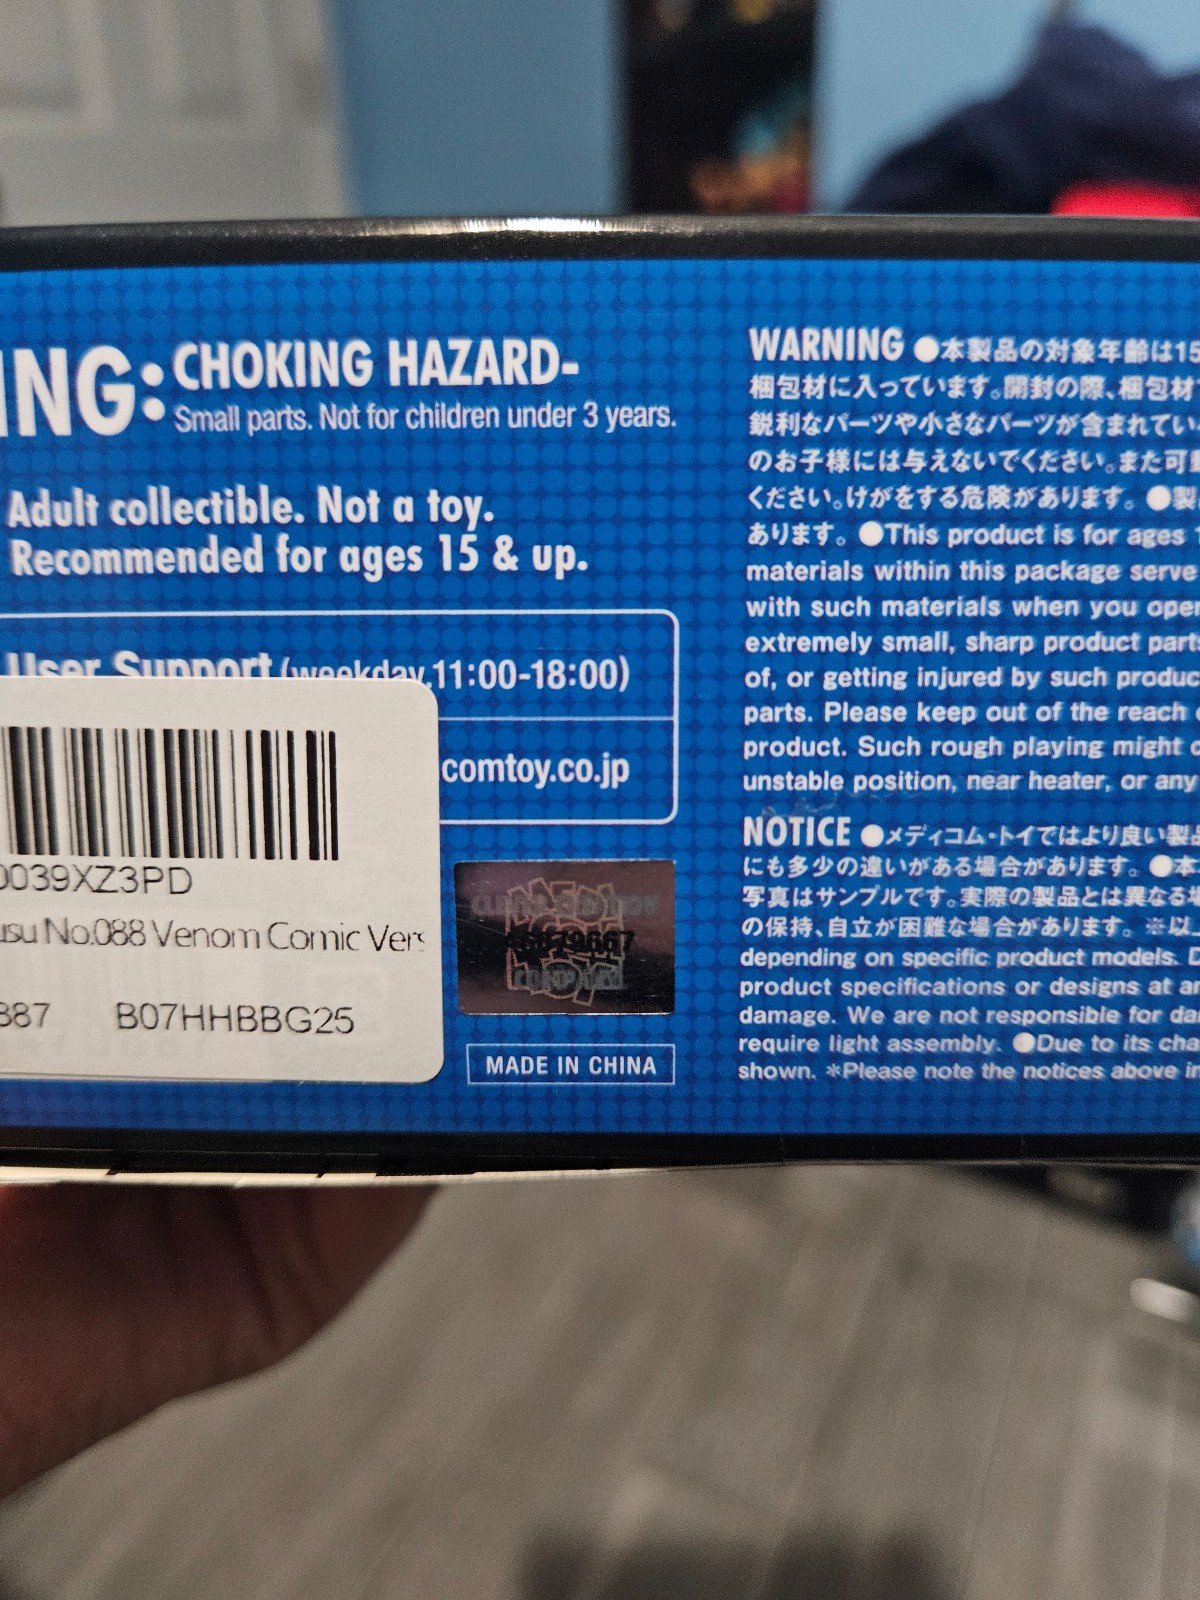 ING: CHOKING HAZARD-
Small parts. Not for children under 3 years.
Adult collectible. Not a toy.
Recommended for ages 15 & up.
User Support (weekday 11:00-18:00)
comtoy.co.jp
0039XZ3PD
usu No.088 Venom Comic Vers
887 B07HHBBG25
MADE IN CHINA
WARNING ●本製品の対象年齢は15
梱包材に入っています。開封の際、梱包材
鋭利なパーツや小さなパーツが含まれてい
のお子様には与えないでください。また可
ください。けがをする危険があります。 ●製
あります。 ●This product is for ages
materials within this package serve
with such materials when you ope
extremely small, sharp product part
of, or getting injured by such produc
parts. Please keep out of the reach
product. Such rough playing might
unstable position, near heater, or any
NOTICE ●メディコム・トイではより良い製品
にも多少の違いがある場合があります。 ●本
写真はサンプルです。実際の製品とは異なる
の保持、自立が困難な場合があります。 ※以上
depending on specific product models. D
product specifications or designs at an
damage. We are not responsible for da
require light assembly. ●Due to its cha
shown. *Please note the notices above in